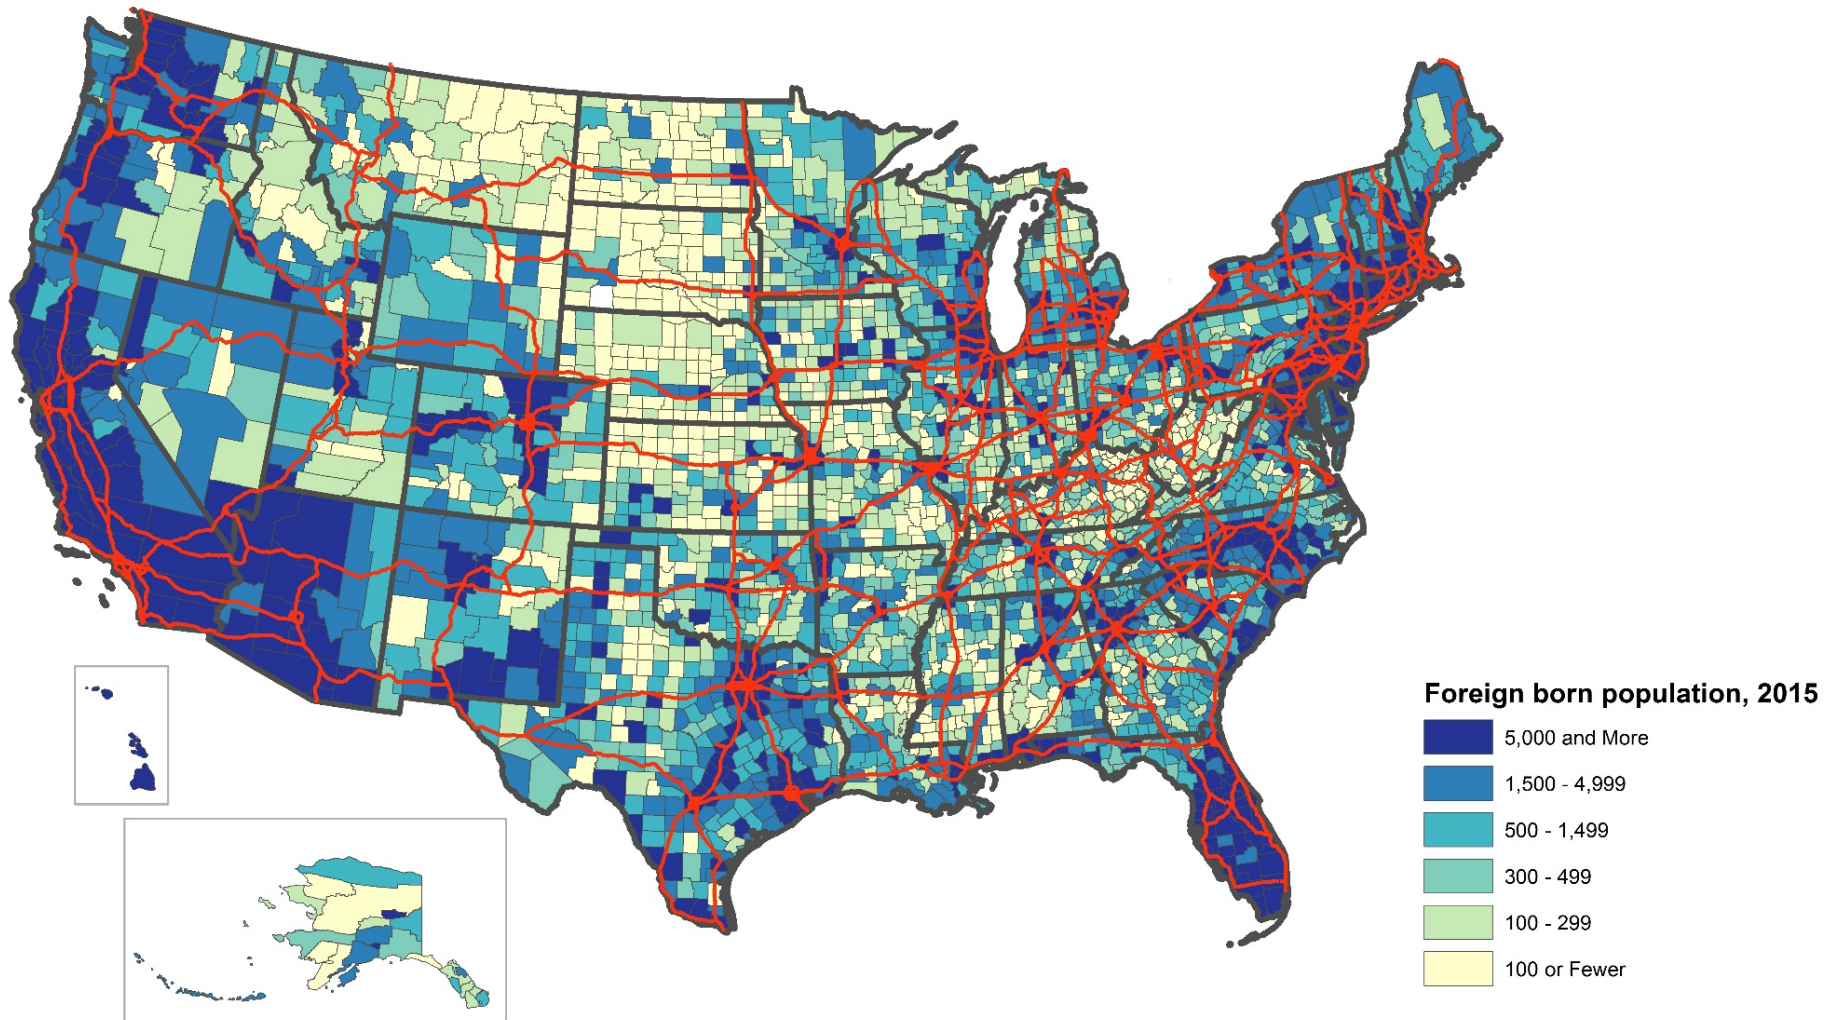 Foreign born population, 2015
5,000 and More
1,500 - 4,999
500 - 1,499
300 - 499
100 - 299
100 or Fewer